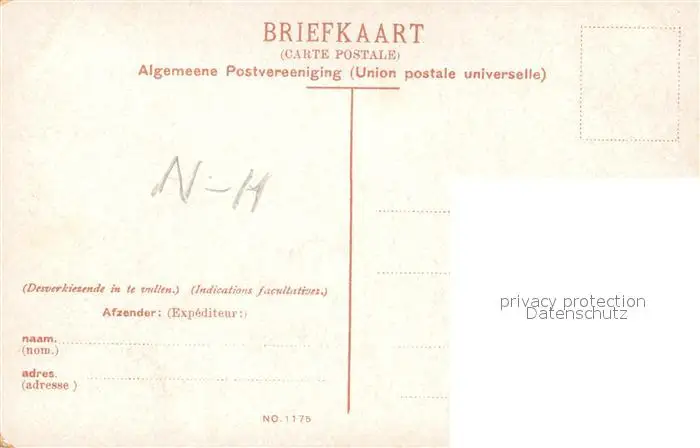 BRIEFKAART
(CARTE POSTALE)
Algemeene Postvereeniging (Union postale universelle)
N-H
(Desverkiezende in te vullen.) (Indications facultatives.)
Afzender: (Expéditeur:)
naam.
(nom.)
adres.
(adresse)
NO. 1175
privacy protection
Datenschutz